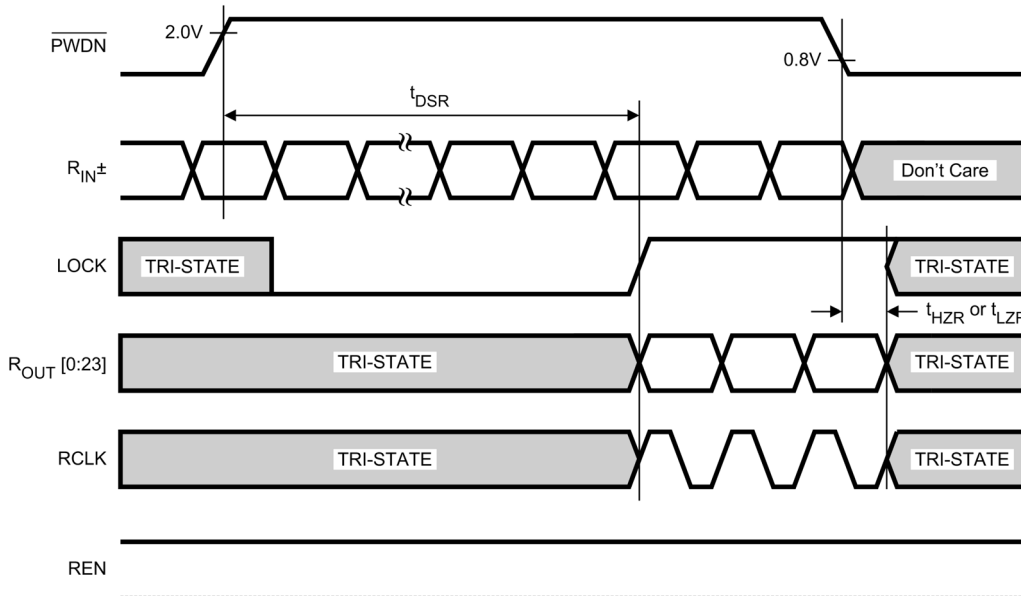 PWDN
2.0V
0.8V
tDSR
RIN±
Don't Care
LOCK
TRI-STATE
TRI-STATE
tHZR or tLZR
ROUT [0:23]
TRI-STATE
TRI-STATE
RCLK
TRI-STATE
TRI-STATE
REN